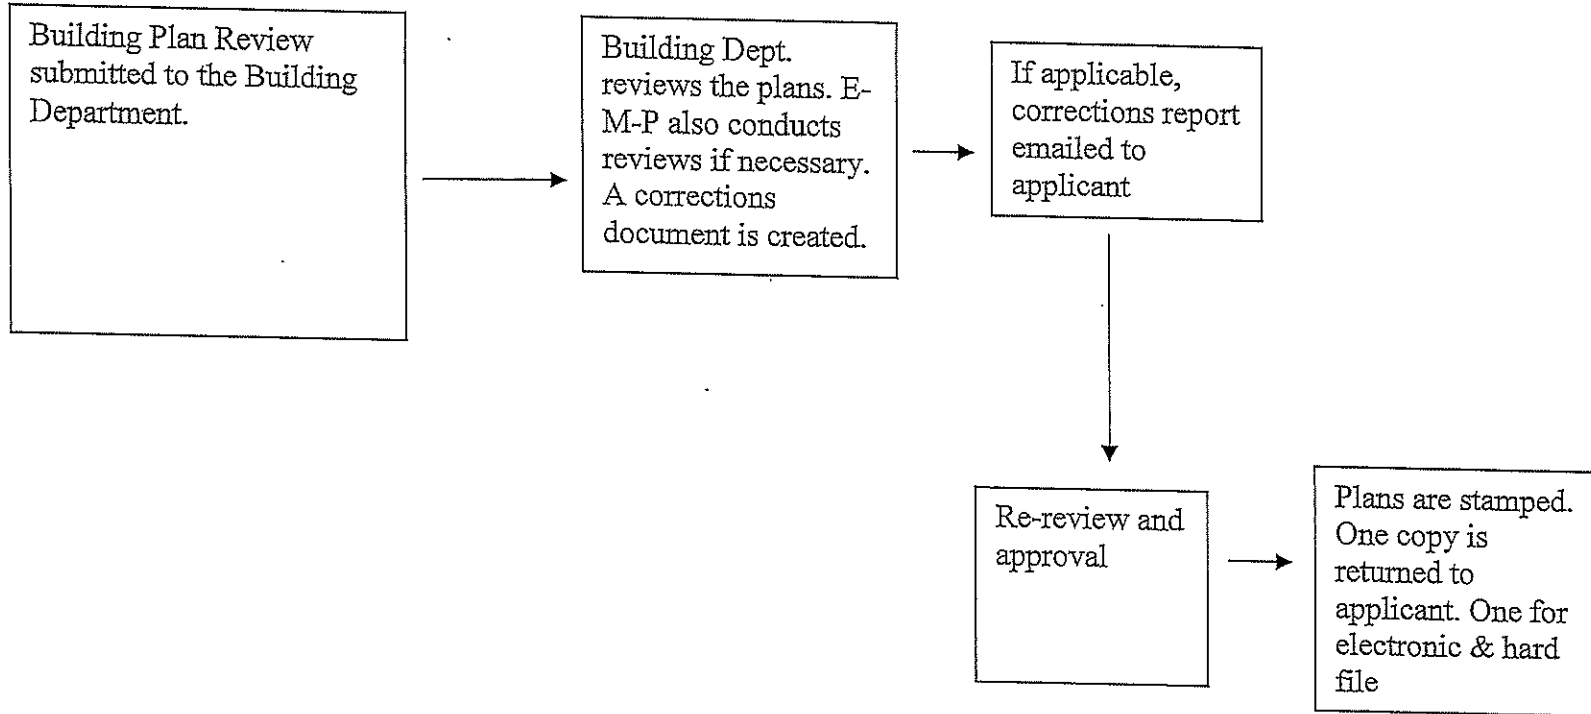 Building Plan Review
submitted to the Building
Department.
Building Dept.
reviews the plans. E-
M-P also conducts
reviews if necessary.
A corrections
document is created.
If applicable,
corrections report
emailed to
applicant
Re-review and
approval
Plans are stamped.
One copy is
returned to
applicant. One for
electronic & hard
file